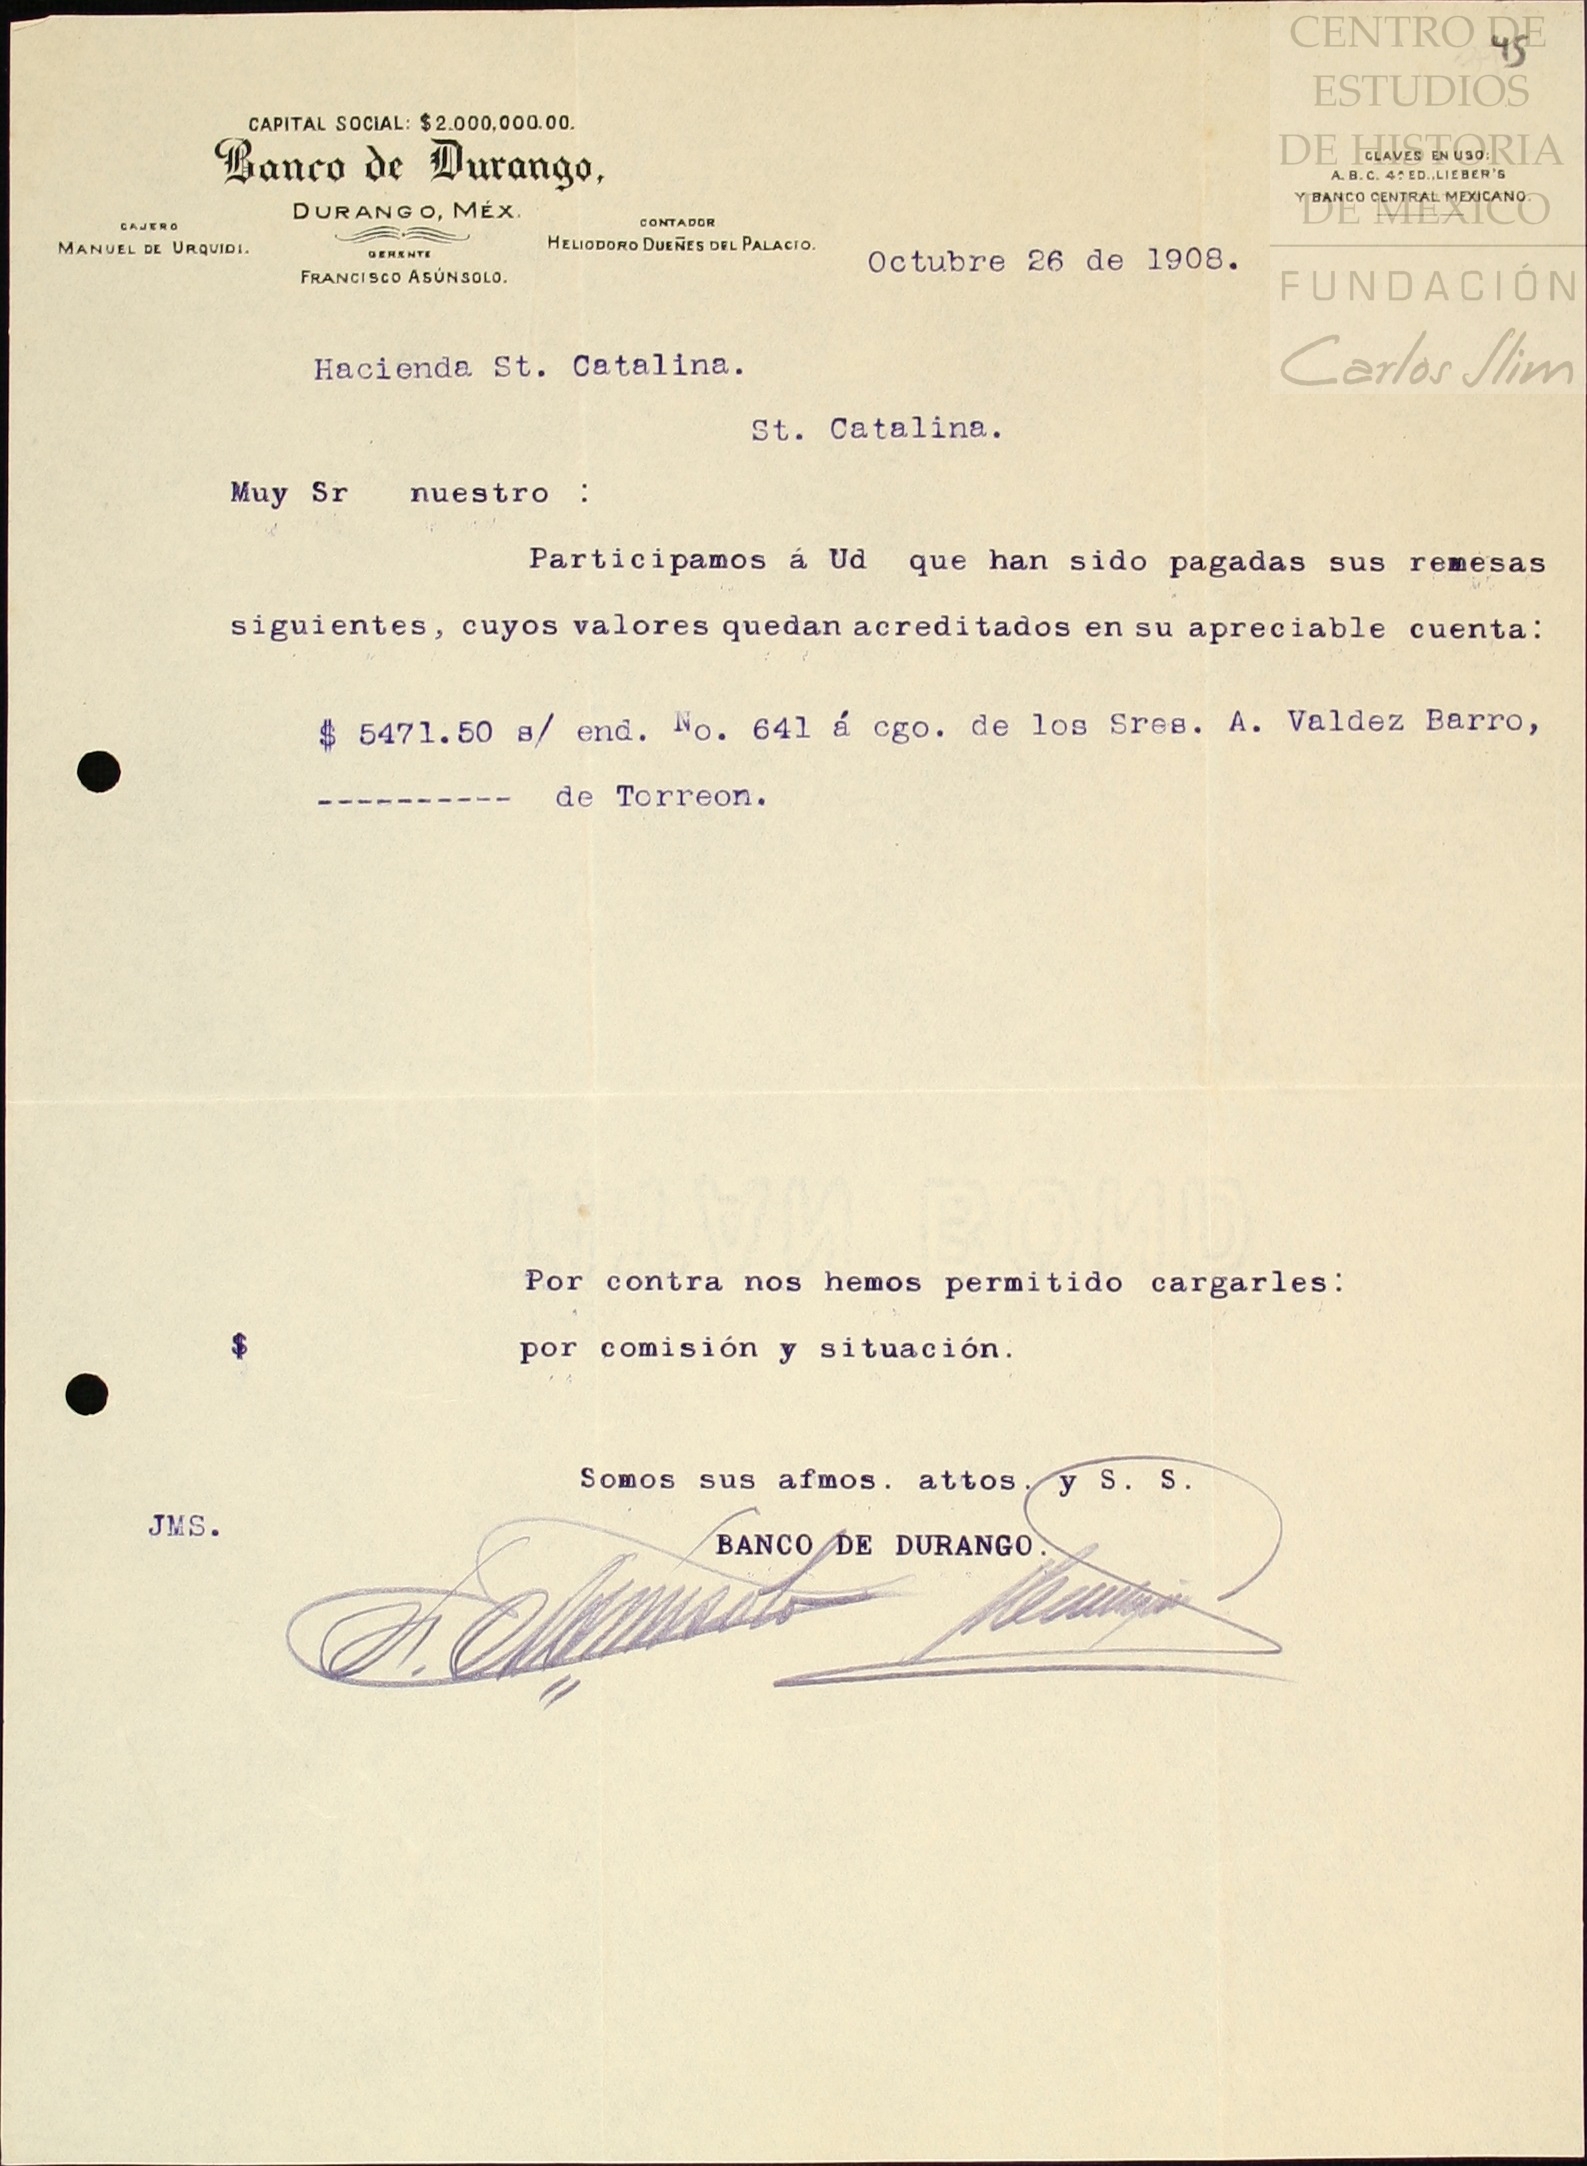 45
CENTRO DE
ESTUDIOS
DE HISTORIA
DE MÉXICO
FUNDACIÓN
Carlos Slim
CAPITAL SOCIAL: $2.000,000.00.
Banco de Durango,
DURANGO, MÉX.
CAJERO
MANUEL DE URQUIDI.
GERENTE
FRANCISCO ASÚNSOLO.
CONTADOR
HELIODORO DUEÑES DEL PALACIO.
CLAVES EN USO:
A.B.C. 4ª ED., LIEBER'S
Y BANCO CENTRAL MEXICANO.
Octubre 26 de 1908.
Hacienda St. Catalina.
St. Catalina.
Muy Sr nuestro :
Participamos á Ud que han sido pagadas sus remesas
siguientes, cuyos valores quedan acreditados en su apreciable cuenta:
$ 5471.50 s/ end. No. 641 á cgo. de los Sres. A. Valdez Barro,
---------- de Torreon.
Por contra nos hemos permitido cargarles:
$ por comisión y situación.
Somos sus afmos. attos. y S. S.
JMS.
BANCO DE DURANGO.
F. Asúnsolo